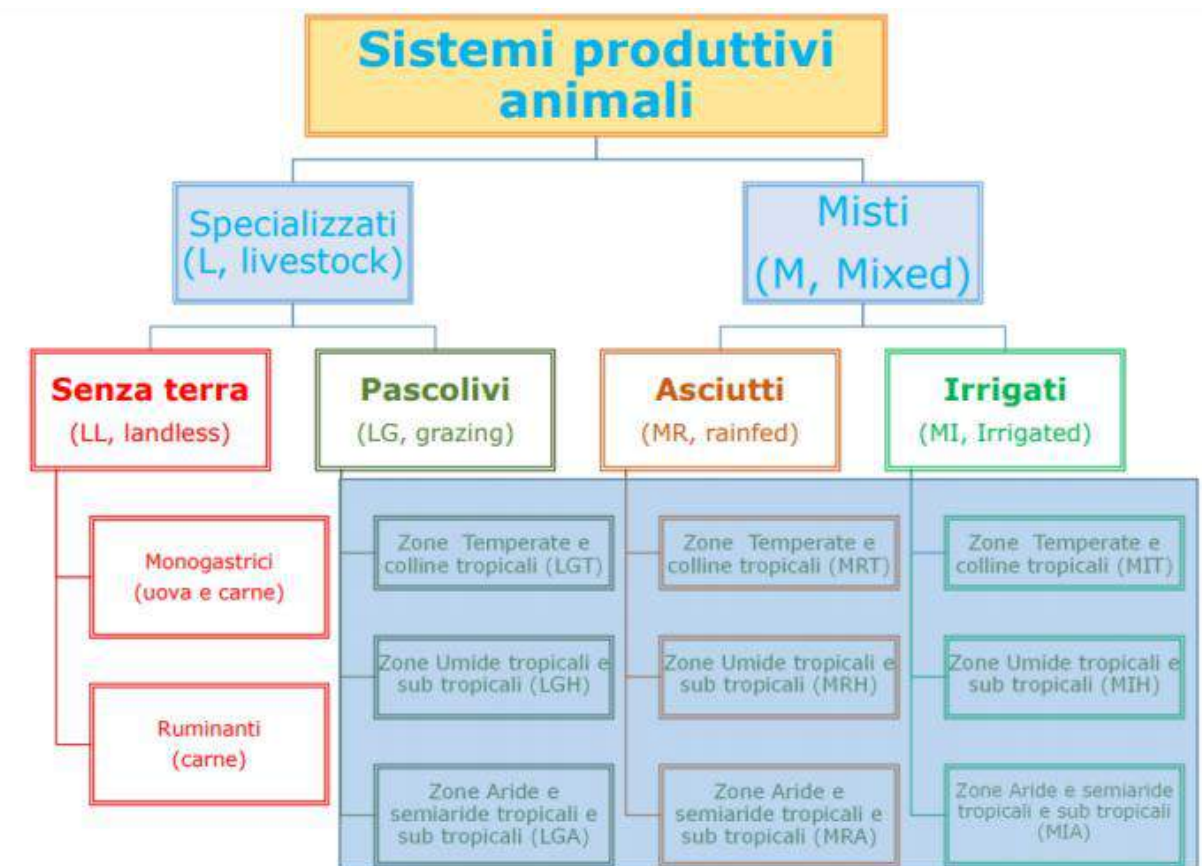 Sistemi produttivi
animali
Specializzati
(L, livestock)
Misti
(M, Mixed)
Senza terra
(LL, landless)
Pascolivi
(LG, grazing)
Asciutti
(MR, rainfed)
Irrigati
(MI, Irrigated)
Monogastrici
(uova e carne)
Ruminanti
(carne)
Zone Temperate e
colline tropicali (LGT)
Zone Umide tropicali e
sub tropicali (LGH)
Zone Aride e
semiaride tropicali e
sub tropicali (LGA)
Zone Temperate e
colline tropicali (MRT)
Zone Umide tropicali e
sub tropicali (MRH)
Zone Aride e
semiaride tropicali e
sub tropicali (MRA)
Zone Temperate e
colline tropicali (MIT)
Zone Umide tropicali e
sub tropicali (MIH)
Zone Aride e semiaride
tropicali e sub tropicali
(MIA)